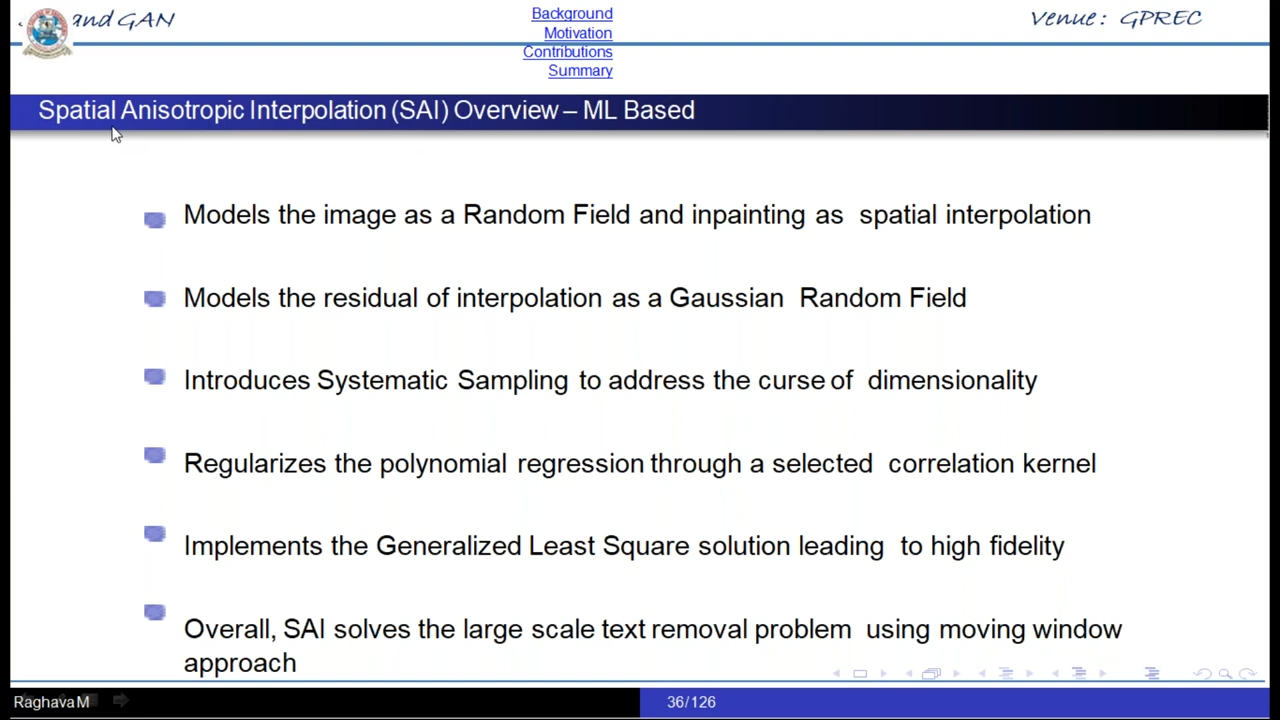 and GAN
Background
Motivation
Contributions
Summary
Venue: GPREC
Spatial Anisotropic Interpolation (SAI) Overview – ML Based
Models the image as a Random Field and inpainting as spatial interpolation
Models the residual of interpolation as a Gaussian Random Field
Introduces Systematic Sampling to address the curse of dimensionality
Regularizes the polynomial regression through a selected correlation kernel
Implements the Generalized Least Square solution leading to high fidelity
Overall, SAI solves the large scale text removal problem using moving window
approach
Raghava M
36/126